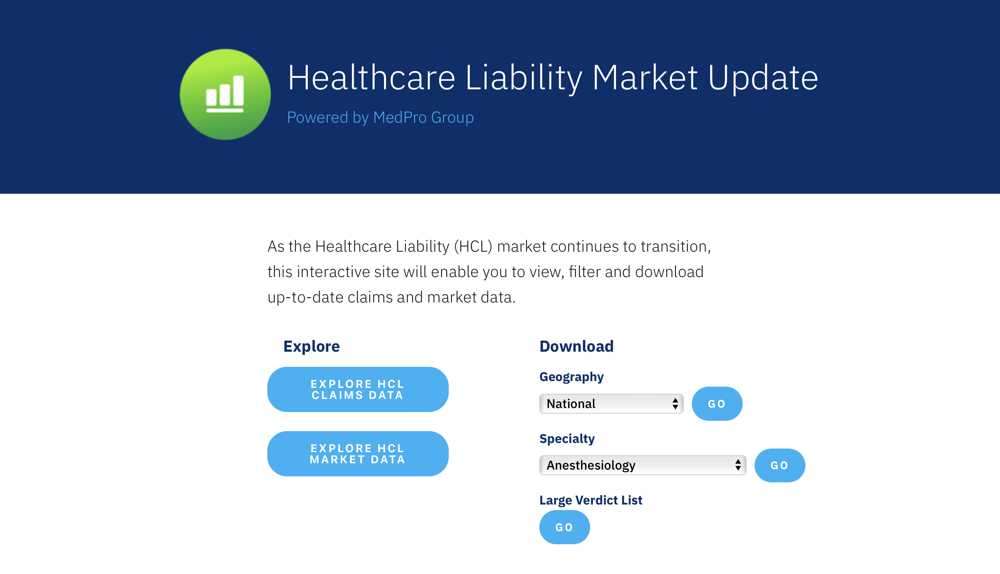 Healthcare Liability Market Update
Powered by MedPro Group
As the Healthcare Liability (HCL) market continues to transition,
this interactive site will enable you to view, filter and download
up-to-date claims and market data.
Explore
EXPLORE HCL
CLAIMS DATA
EXPLORE HCL
MARKET DATA
Download
Geography
National
GO
Specialty
Anesthesiology
GO
Large Verdict List
GO